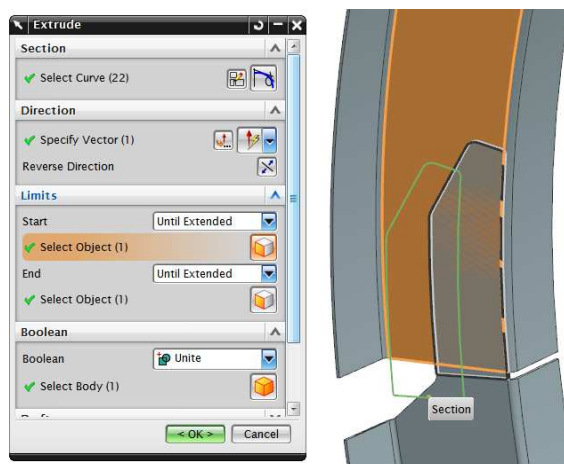 Extrude
Section
Select Curve (22)
Direction
Specify Vector (1)
Reverse Direction
Limits
Start Until Extended
Select Object (1)
End Until Extended
Select Object (1)
Boolean
Boolean Unite
Select Body (1)
< OK > Cancel
Section